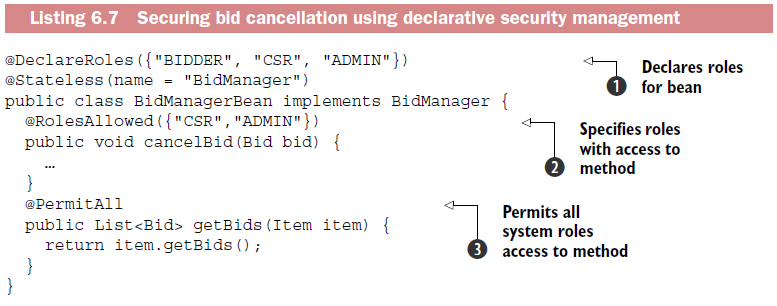 Listing 6.7 Securing bid cancellation using declarative security management
@DeclareRoles({"BIDDER", "CSR", "ADMIN"})
@Stateless(name = "BidManager")
public class BidManagerBean implements BidManager {
@RolesAllowed({"CSR","ADMIN"})
public void cancelBid(Bid bid) {
…
}
@PermitAll
public List<Bid> getBids(Item item) {
return item.getBids();
}
}
Declares roles
1 for bean
Specifies roles
with access to
2 method
Permits all
system roles
3 access to method